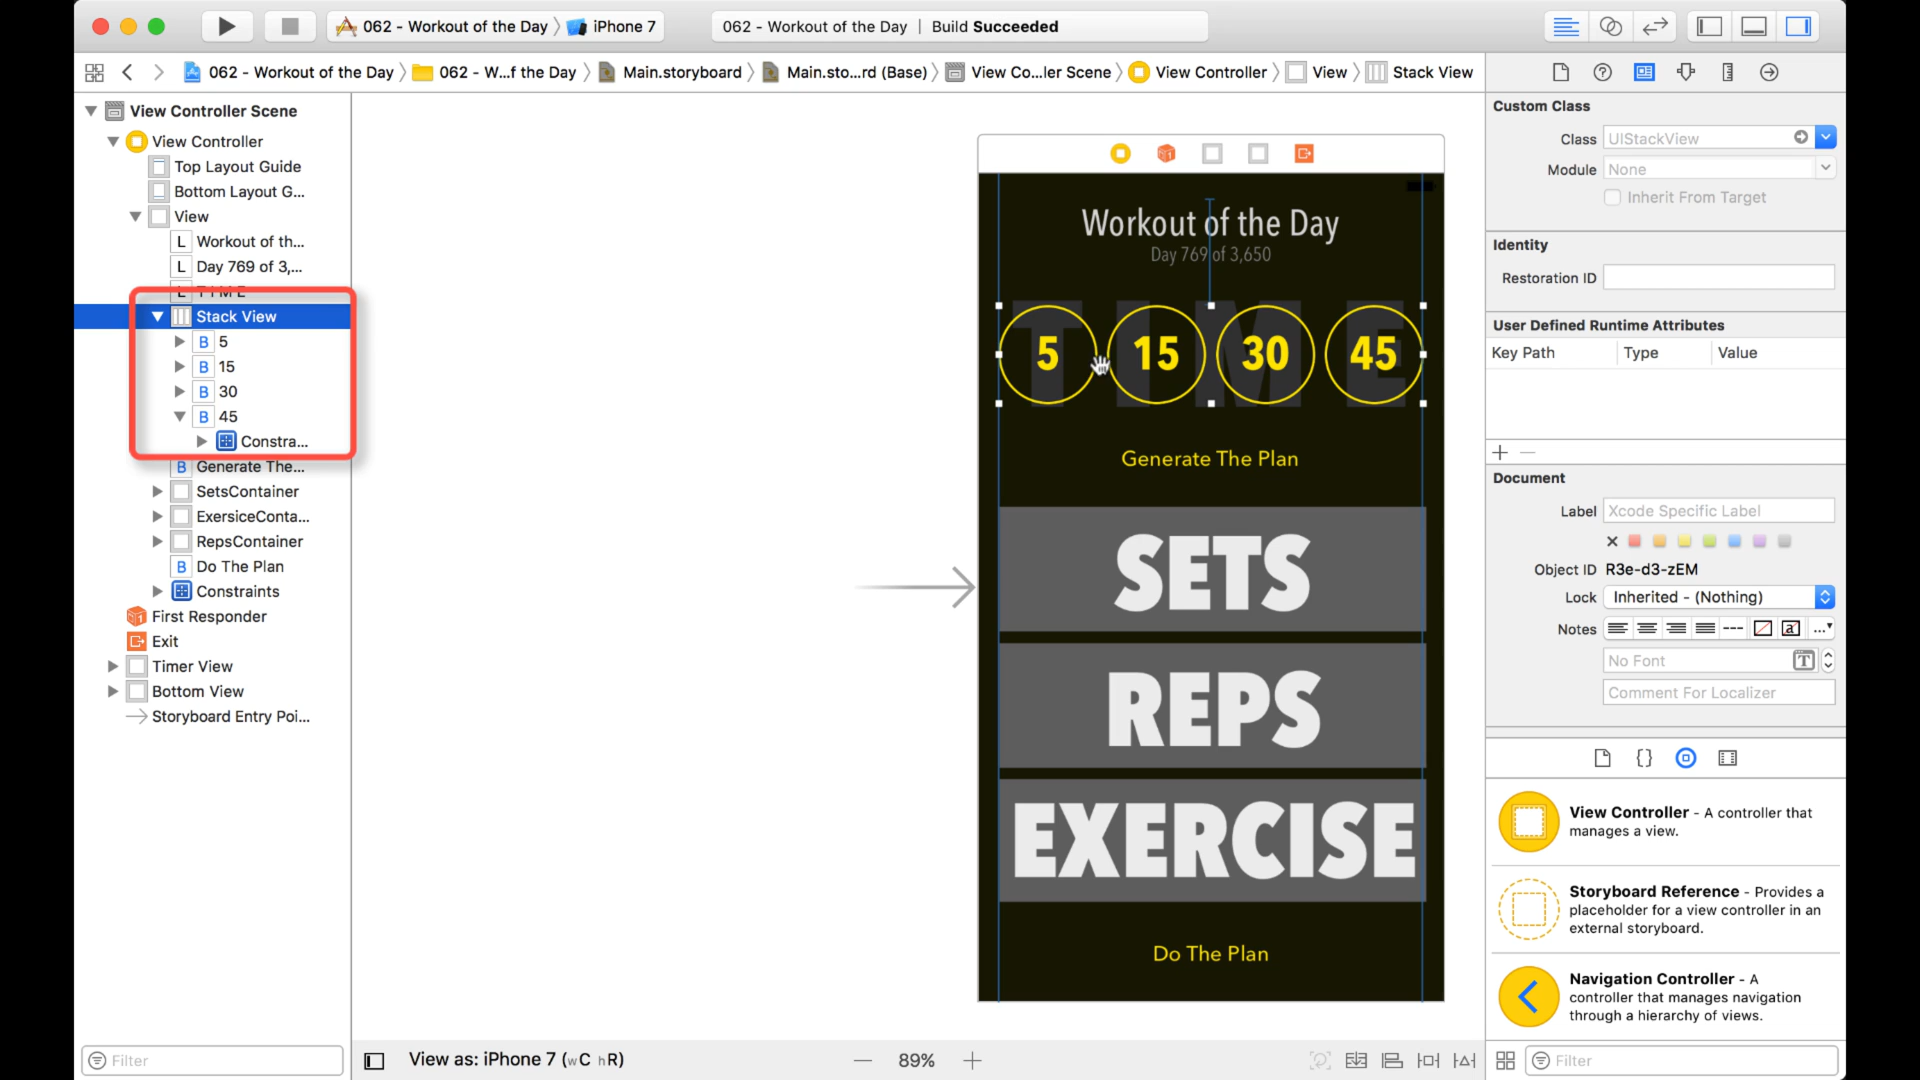 062 - Workout of the Day
iPhone 7
062 - Workout of the Day | Build Succeeded
062 - Workout of the Day
062 - W...f the Day
Main.storyboard
Main.sto...rd (Base)
View Co...ler Scene
View Controller
View
Stack View
View Controller Scene
View Controller
Top Layout Guide
Bottom Layout G...
View
L Workout of th...
L Day 769 of 3,...
L T I M E
Stack View
B 5
B 15
B 30
B 45
Constra...
B Generate The...
SetsContainer
ExersiceConta...
RepsContainer
B Do The Plan
Constraints
First Responder
Exit
Timer View
Bottom View
Storyboard Entry Poi...
Filter
Workout of the Day
Day 769 of 3,650
T I M E
5 15 30 45
Generate The Plan
SETS
REPS
EXERCISE
Do The Plan
View as: iPhone 7 (wC hR)
89%
Custom Class
Class UIStackView
Module None
Inherit From Target
Identity
Restoration ID
User Defined Runtime Attributes
Key Path Type Value
Document
Label Xcode Specific Label
Object ID R3e-d3-zEM
Lock Inherited - (Nothing)
Notes
No Font
Comment For Localizer
View Controller - A controller that
manages a view.
Storyboard Reference - Provides a
placeholder for a view controller in an
external storyboard.
Navigation Controller - A
controller that manages navigation
through a hierarchy of views.
Filter